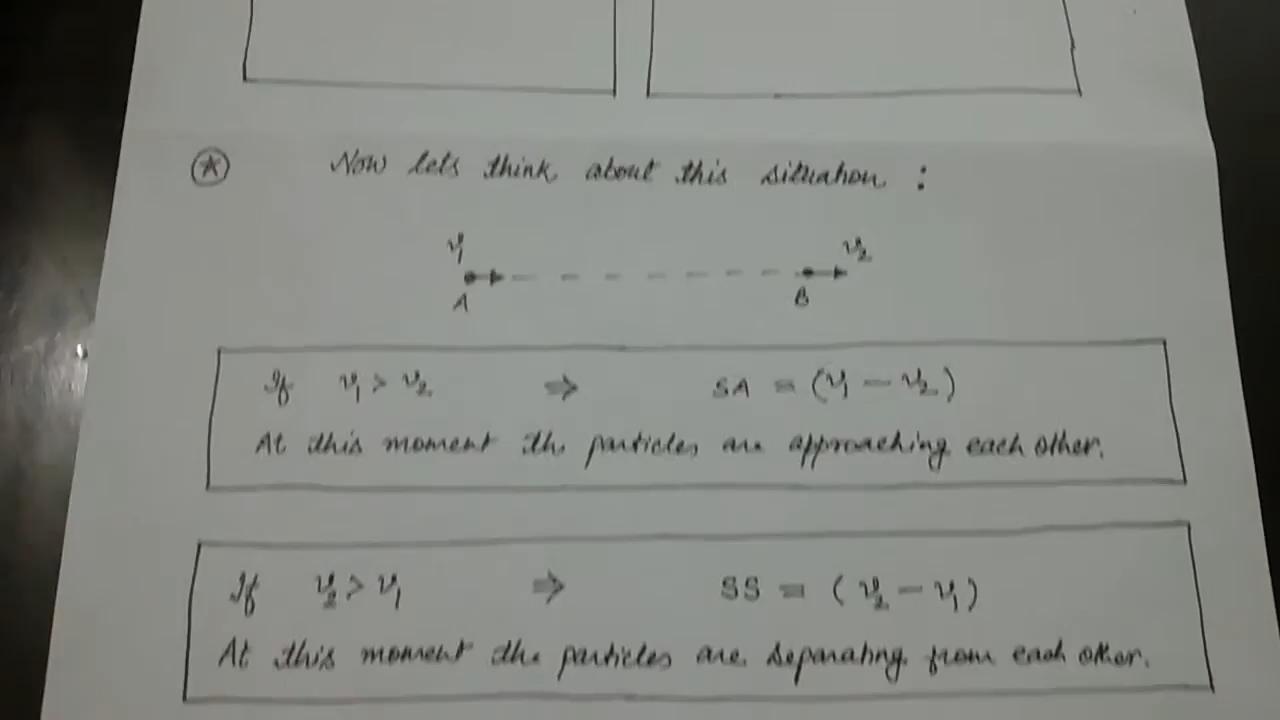 Now lets think about this situation :
v₁ v₂
A B
If v₁ > v₂ ⇒ SA = (v₁ − v₂)
At this moment the particles are approaching each other.
If v₂ > v₁ ⇒ SS = (v₂ − v₁)
At this moment the particles are separating from each other.